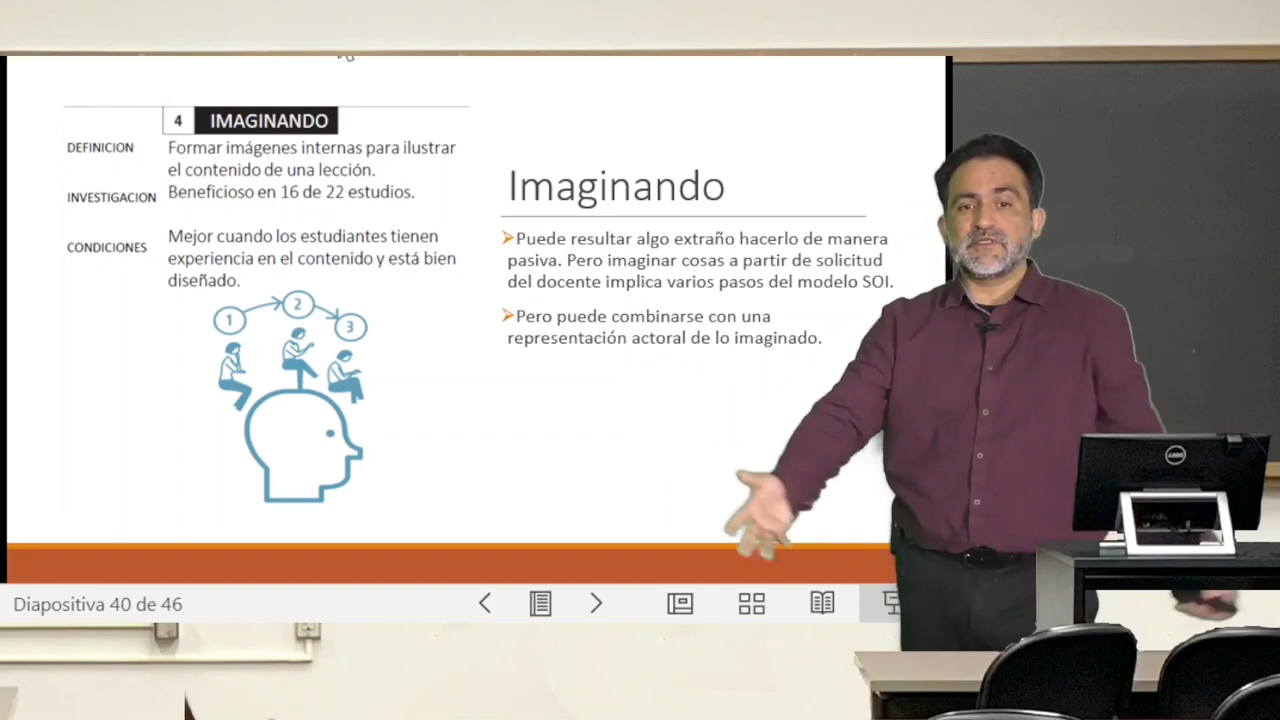 4 IMAGINANDO
DEFINICION
Formar imágenes internas para ilustrar
el contenido de una lección.
INVESTIGACION
Beneficioso en 16 de 22 estudios.
CONDICIONES
Mejor cuando los estudiantes tienen
experiencia en el contenido y está bien
diseñado.
1 2 3
Imaginando
Puede resultar algo extraño hacerlo de manera
pasiva. Pero imaginar cosas a partir de solicitud
del docente implica varios pasos del modelo SOI.
Pero puede combinarse con una
representación actoral de lo imaginado.
DELL
Diapositiva 40 de 46